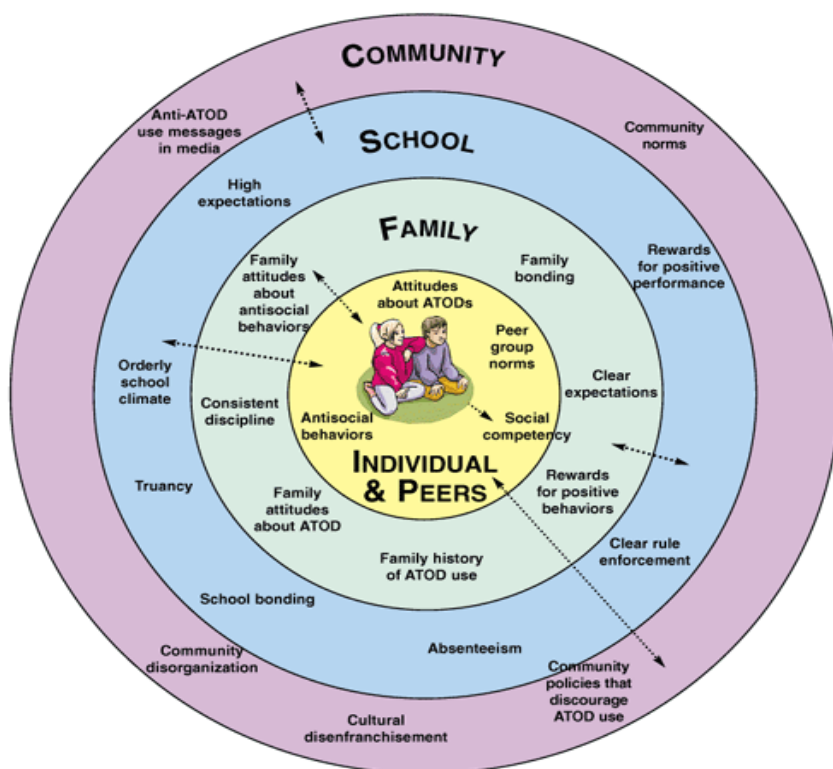 COMMUNITY
Anti-ATOD
use messages
in media
Community
norms
SCHOOL
High
expectations
Rewards
for positive
performance
FAMILY
Family
attitudes
about
antisocial
behaviors
Family
bonding
Attitudes
about ATODs
Peer
group
norms
Orderly
school
climate
Consistent
discipline
Clear
expectations
Antisocial
behaviors
Social
competency
INDIVIDUAL
& PEERS
Truancy
Family
attitudes
about ATOD
Rewards
for positive
behaviors
Clear rule
enforcement
Family history
of ATOD use
School bonding
Absenteeism
Community
disorganization
Community
policies that
discourage
ATOD use
Cultural
disenfranchisement